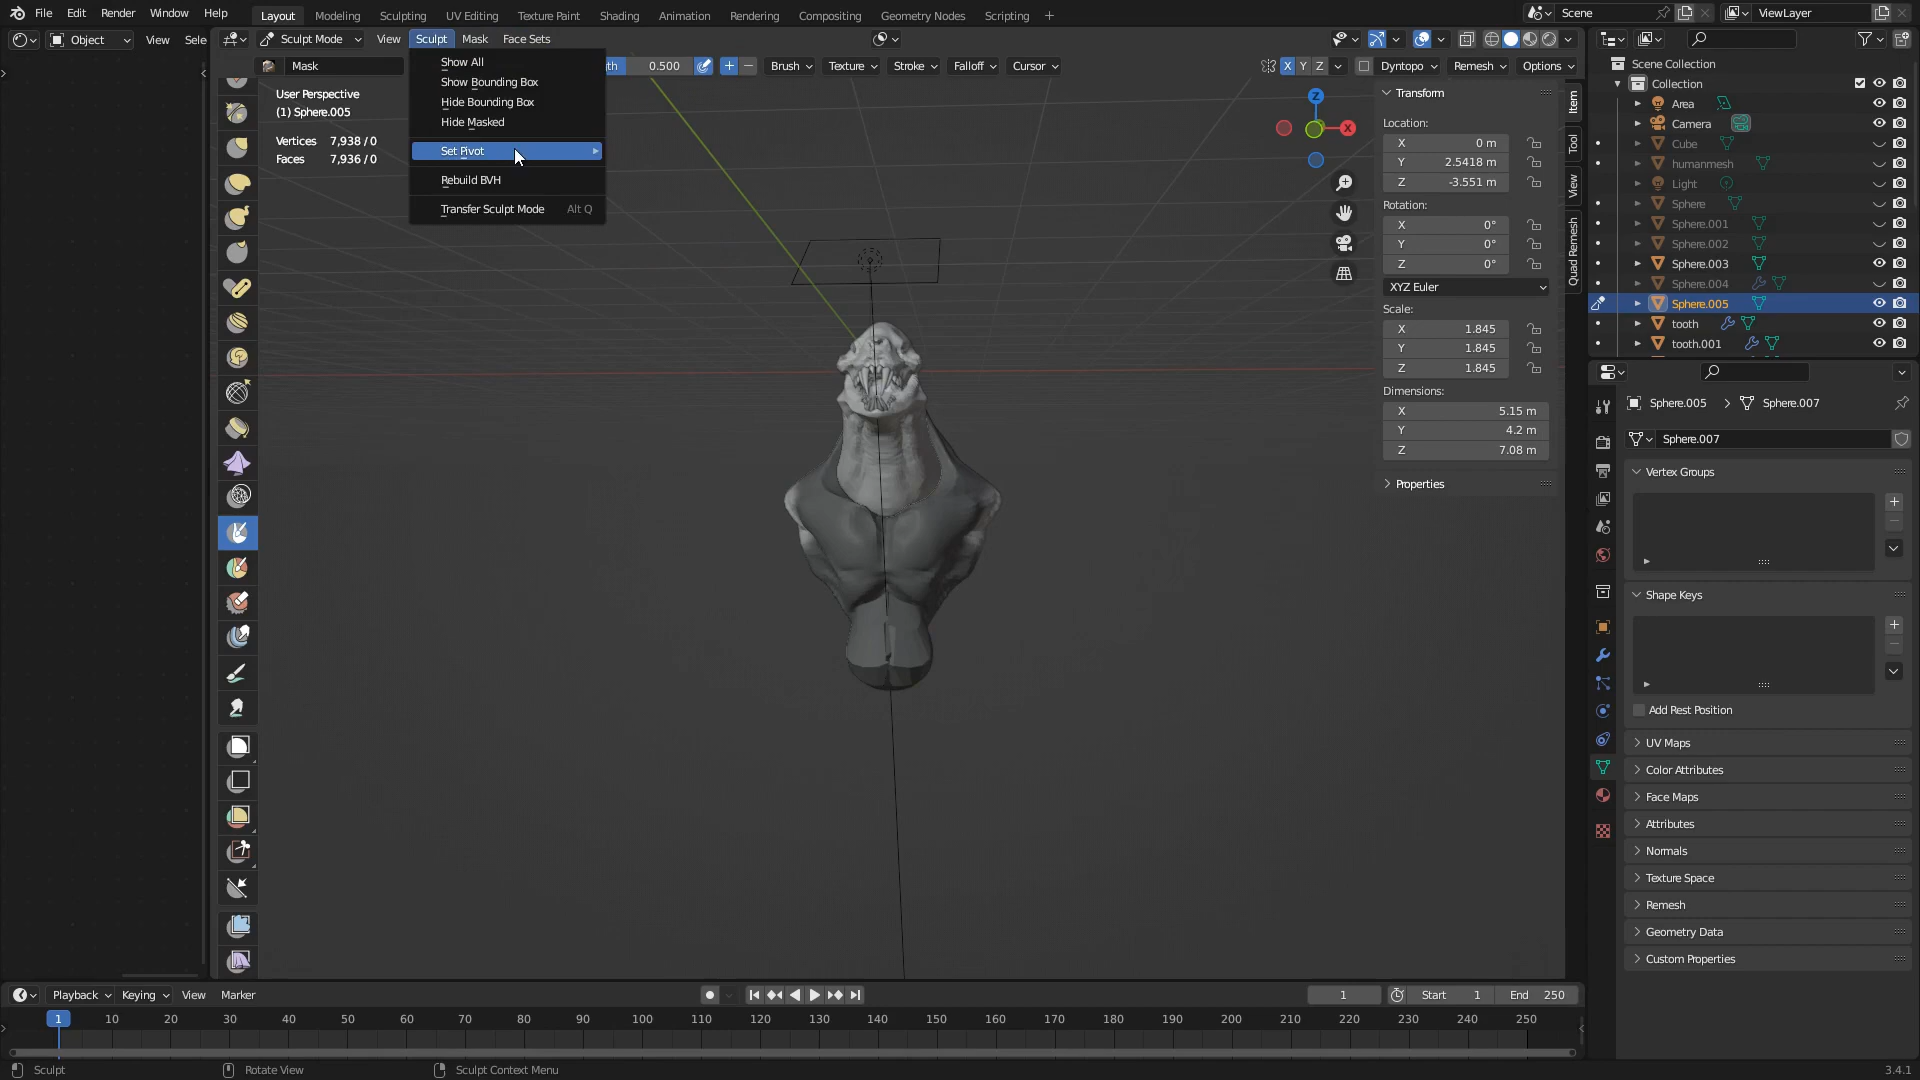 File Edit Render Window Help
Layout Modeling Sculpting UV Editing Texture Paint Shading Animation Rendering Compositing Geometry Nodes Scripting +
Scene ViewLayer
Object View Sele
Sculpt Mode View Sculpt Mask Face Sets
Mask
th 0.500 Brush Texture Stroke Falloff Cursor
X Y Z Dyntopo Remesh Options
Show All
Show Bounding Box
Hide Bounding Box
Hide Masked
Set Pivot
Rebuild BVH
Transfer Sculpt Mode Alt Q
User Perspective
(1) Sphere.005
Vertices 7,938 / 0
Faces 7,936 / 0
Z
X
Transform
Location:
X 0 m
Y 2.5418 m
Z -3.551 m
Rotation:
X 0°
Y 0°
Z 0°
XYZ Euler
Scale:
X 1.845
Y 1.845
Z 1.845
Dimensions:
X 5.15 m
Y 4.2 m
Z 7.08 m
Properties
Item
Tool
View
Quad Remesh
Scene Collection
Collection
Area
Camera
Cube
humanmesh
Light
Sphere
Sphere.001
Sphere.002
Sphere.003
Sphere.004
Sphere.005
tooth
tooth.001
Sphere.005 > Sphere.007
Sphere.007
Vertex Groups
Shape Keys
Add Rest Position
UV Maps
Color Attributes
Face Maps
Attributes
Normals
Texture Space
Remesh
Geometry Data
Custom Properties
Playback Keying View Marker
1 Start 1 End 250
1 10 20 30 40 50 60 70 80 90 100 110 120 130 140 150 160 170 180 190 200 210 220 230 240 250
Sculpt Rotate View Sculpt Context Menu
3.4.1